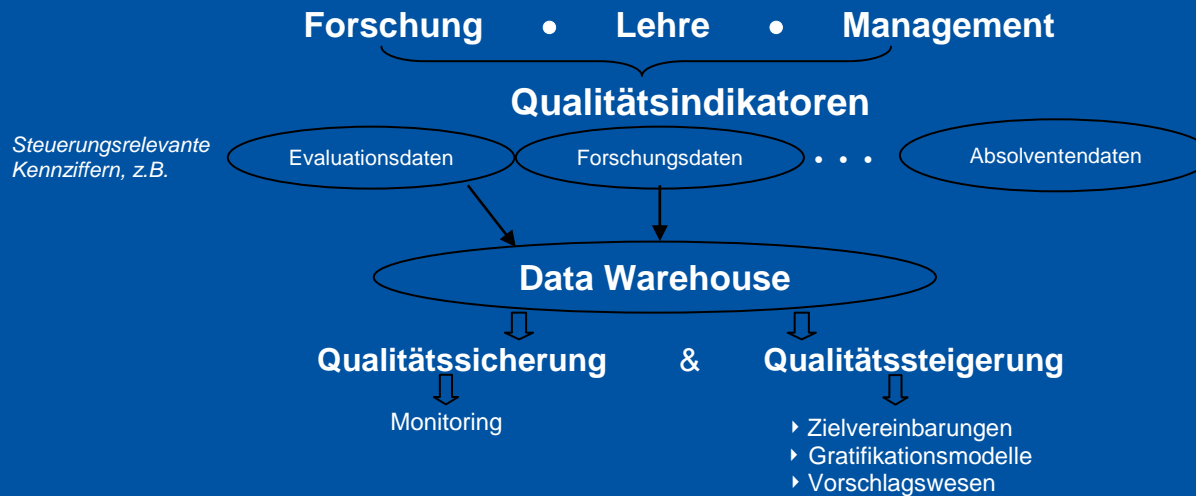 Forschung • Lehre • Management
Qualitätsindikatoren
Steuerungsrelevante
Kennziffern, z.B.
Evaluationsdaten Forschungsdaten • • • Absolventendaten
Data Warehouse
Qualitätssicherung & Qualitätssteigerung
Monitoring
Zielvereinbarungen
Gratifikationsmodelle
Vorschlagswesen